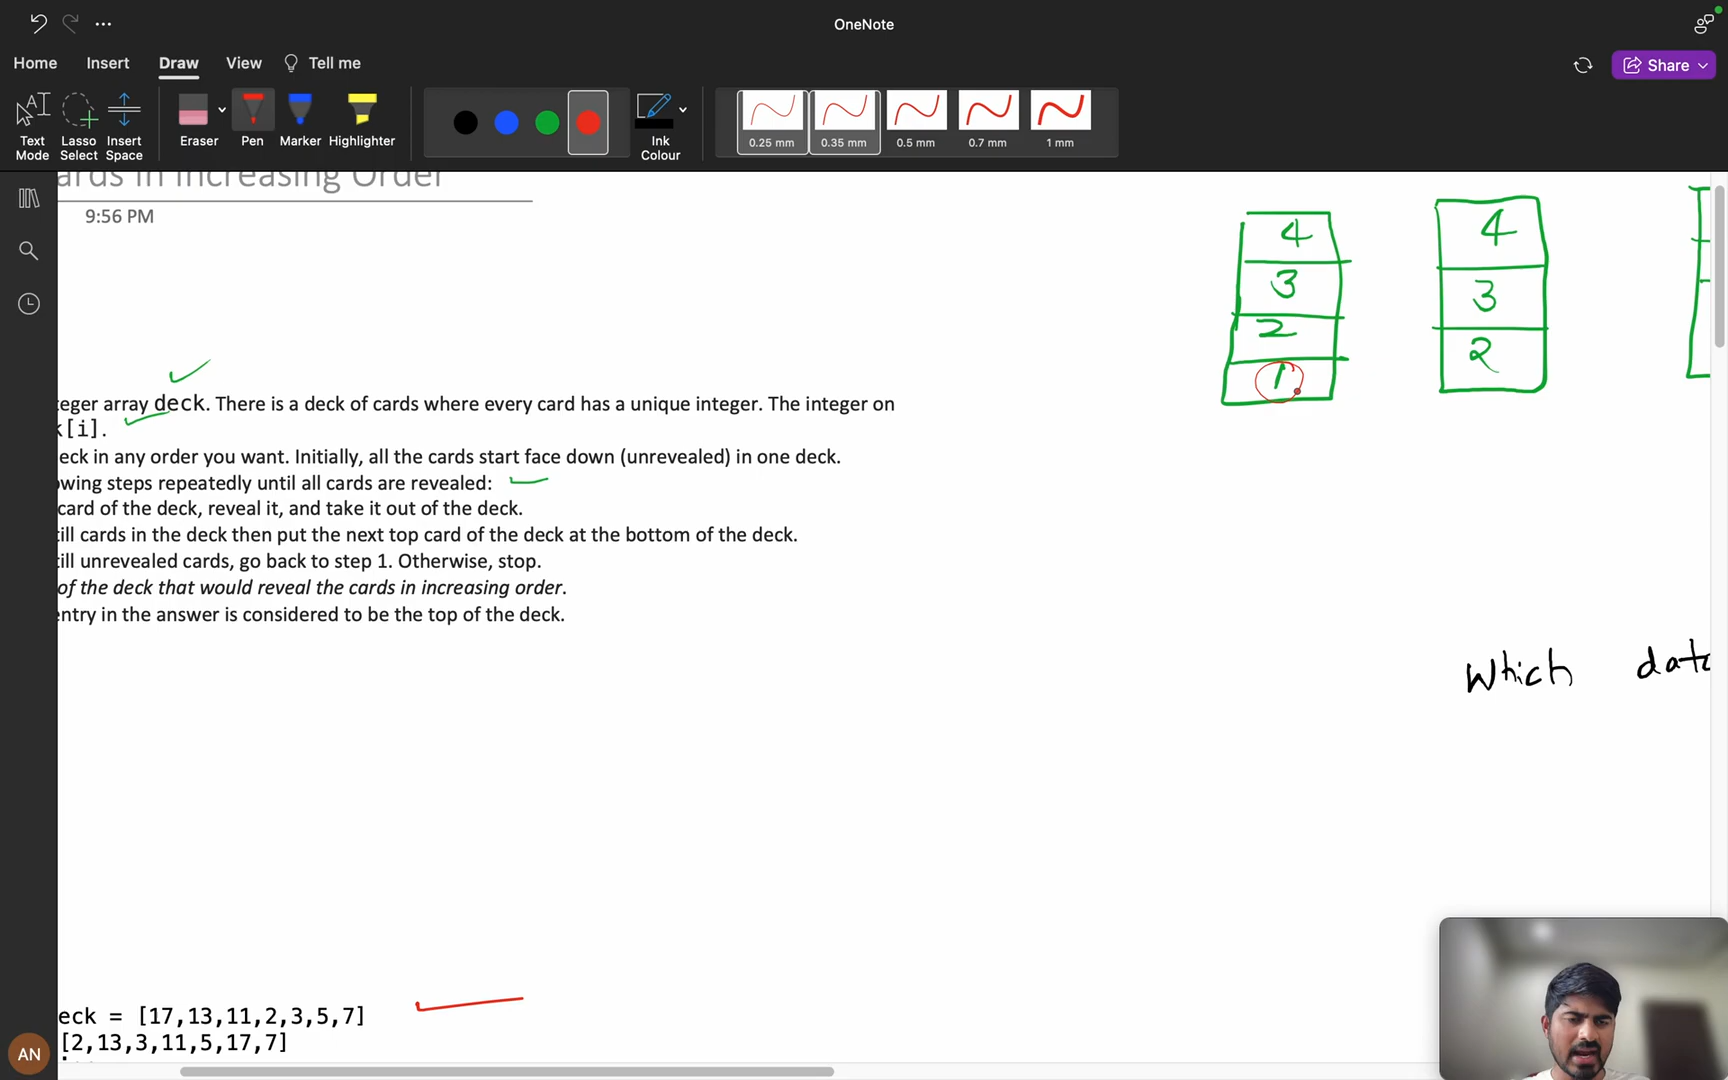 OneNote
Home Insert Draw View Tell me
Share
Text Mode
Lasso Select
Insert Space
Eraser
Pen
Marker
Highlighter
Ink Colour
0.25 mm
0.35 mm
0.5 mm
0.7 mm
1 mm
ards In Increasing Order
9:56 PM
4
3
2
1
4
3
2
teger array deck. There is a deck of cards where every card has a unique integer. The integer on
k[i].
eck in any order you want. Initially, all the cards start face down (unrevealed) in one deck.
owing steps repeatedly until all cards are revealed:
card of the deck, reveal it, and take it out of the deck.
till cards in the deck then put the next top card of the deck at the bottom of the deck.
till unrevealed cards, go back to step 1. Otherwise, stop.
of the deck that would reveal the cards in increasing order.
entry in the answer is considered to be the top of the deck.
Which data
eck = [17,13,11,2,3,5,7]
[2,13,3,11,5,17,7]
AN